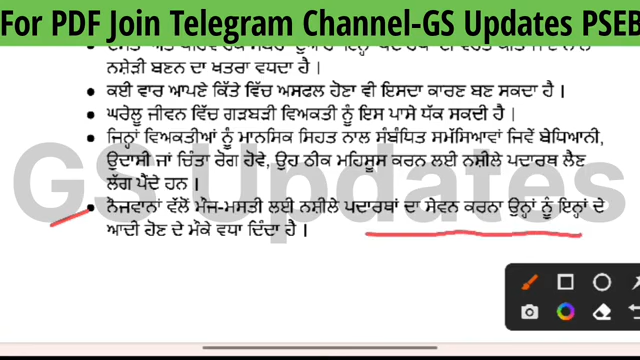 For PDF Join Telegram Channel-GS Updates PSEB
ਨਸ਼ੇੜੀ ਬਣਨ ਦਾ ਖਤਰਾ ਵਧਦਾ ਹੈ।
• ਕਈ ਵਾਰ ਆਪਣੇ ਕਿੱਤੇ ਵਿੱਚ ਅਸਫਲ ਹੋਣਾ ਵੀ ਇਸਦਾ ਕਾਰਣ ਬਣ ਸਕਦਾ ਹੈ।
• ਘਰੇਲੂ ਜੀਵਨ ਵਿੱਚ ਗੜਬੜੀ ਵਿਅਕਤੀ ਨੂੰ ਇਸ ਪਾਸੇ ਧੱਕ ਸਕਦੀ ਹੈ।
• ਜਿਨ੍ਹਾਂ ਵਿਅਕਤੀਆਂ ਨੂੰ ਮਾਨਸਿਕ ਸਿਹਤ ਨਾਲ ਸੰਬੰਧਿਤ ਸਮੱਸਿਆਵਾਂ ਜਿਵੇਂ ਬੇਧਿਆਨੀ,
ਉਦਾਸੀ ਜਾਂ ਚਿੰਤਾ ਰੋਗ ਹੋਵੇ, ਉਹ ਠੀਕ ਮਹਿਸੂਸ ਕਰਨ ਲਈ ਨਸ਼ੀਲੇ ਪਦਾਰਥ ਲੈਣ
ਲੱਗ ਪੈਂਦੇ ਹਨ।
• ਨੌਜਵਾਨਾਂ ਵੱਲੋਂ ਮੌਜ-ਮਸਤੀ ਲਈ ਨਸ਼ੀਲੇ ਪਦਾਰਥਾਂ ਦਾ ਸੇਵਨ ਕਰਨਾ ਉਨ੍ਹਾਂ ਨੂੰ ਇਨ੍ਹਾਂ ਦੇ
ਆਦੀ ਹੋਣ ਦੇ ਮੌਕੇ ਵਧਾ ਦਿੰਦਾ ਹੈ।
GS Updates